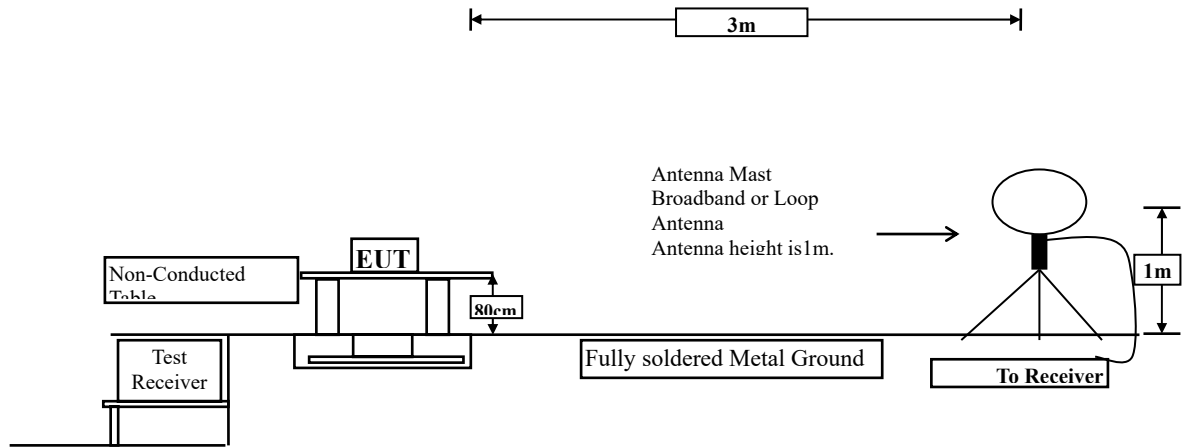 3m
Antenna Mast
Broadband or Loop
Antenna
Antenna height is1m.
EUT
Non-Conducted
Table
80cm
1m
Test
Receiver
Fully soldered Metal Ground
To Receiver